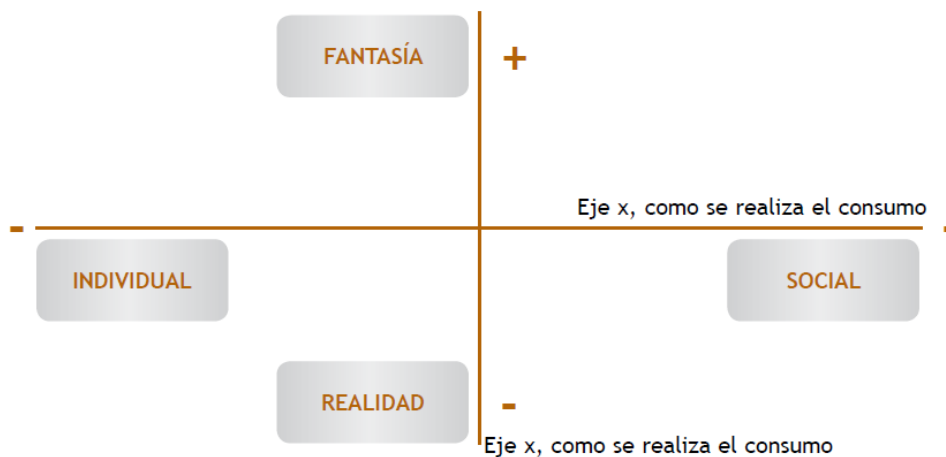 FANTASÍA
+
Eje x, como se realiza el consumo
-
-
INDIVIDUAL
SOCIAL
REALIDAD
-
Eje x, como se realiza el consumo